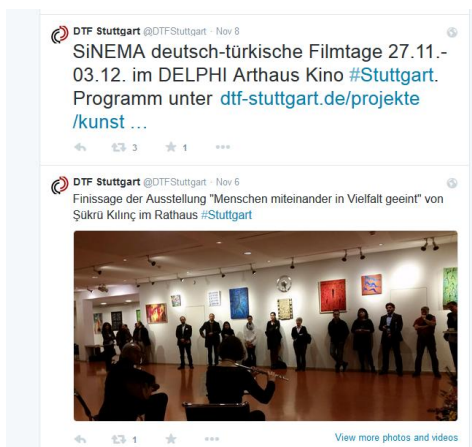 DTF Stuttgart @DTFStuttgart · Nov 8
SiNEMA deutsch-türkische Filmtage 27.11.-
03.12. im DELPHI Arthaus Kino #Stuttgart.
Programm unter dtf-stuttgart.de/projekte
/kunst …
3 1
DTF Stuttgart @DTFStuttgart · Nov 6
Finissage der Ausstellung "Menschen miteinander in Vielfalt geeint" von
Şükrü Kılınç im Rathaus #Stuttgart
1
View more photos and videos